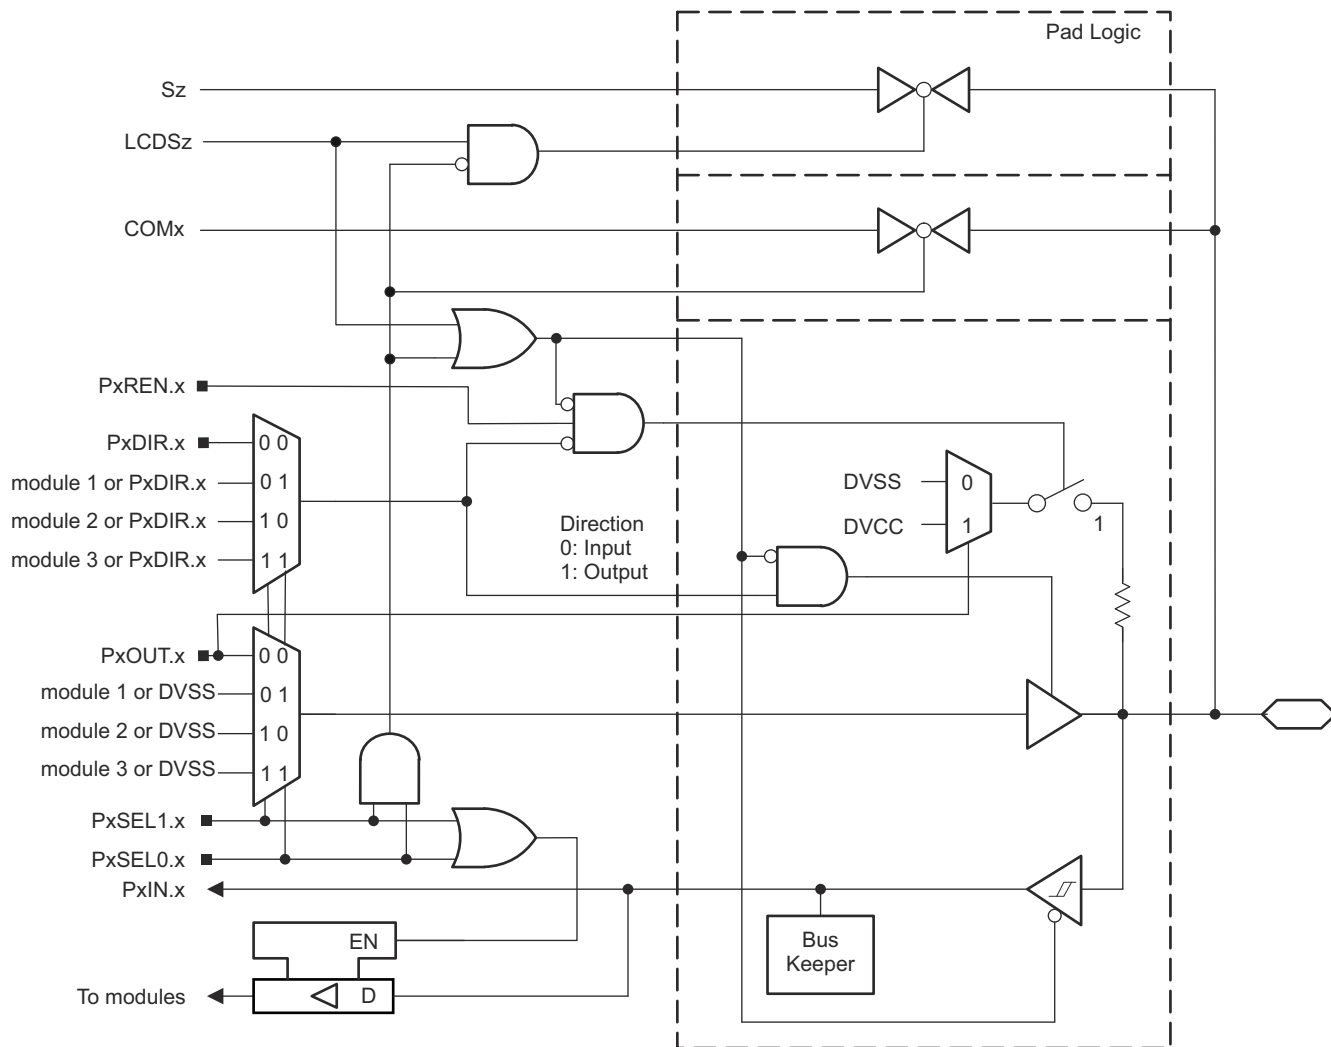 Pad Logic
Sz
LCDSz
COMx
PxREN.x
PxDIR.x
0 0
module 1 or PxDIR.x
0 1
module 2 or PxDIR.x
1 0
module 3 or PxDIR.x
1 1
Direction
0: Input
1: Output
DVSS
0
DVCC
1
1
PxOUT.x
0 0
module 1 or DVSS
0 1
module 2 or DVSS
1 0
module 3 or DVSS
1 1
PxSEL1.x
PxSEL0.x
PxIN.x
EN
D
To modules
Bus
Keeper